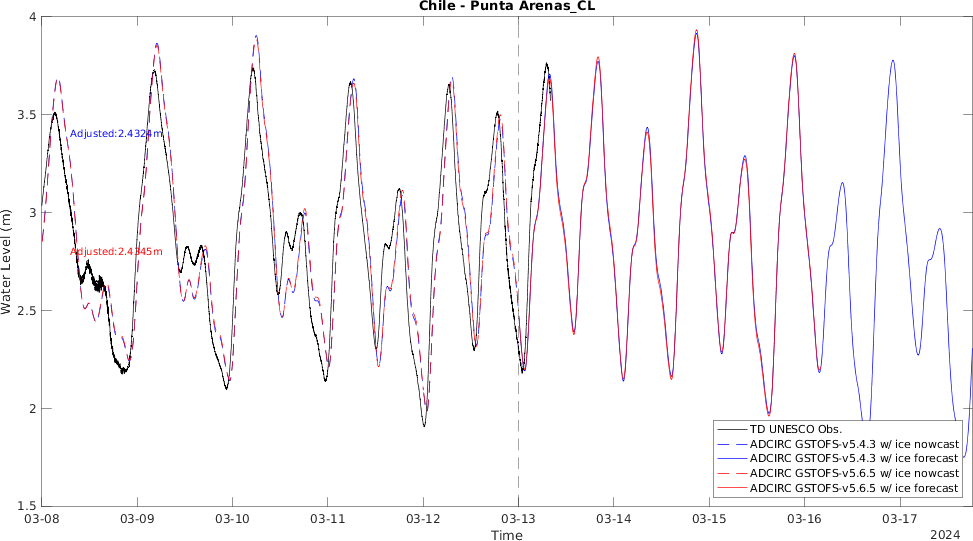 Chile - Punta Arenas_CL
Water Level (m)
4
3.5
3
2.5
2
1.5
Adjusted:2.4324m
Adjusted:2.4345m
TD UNESCO Obs.
ADCIRC GSTOFS-v5.4.3 w/ ice nowcast
ADCIRC GSTOFS-v5.4.3 w/ ice forecast
ADCIRC GSTOFS-v5.6.5 w/ ice nowcast
ADCIRC GSTOFS-v5.6.5 w/ ice forecast
03-08 03-09 03-10 03-11 03-12 03-13 03-14 03-15 03-16 03-17
Time
2024